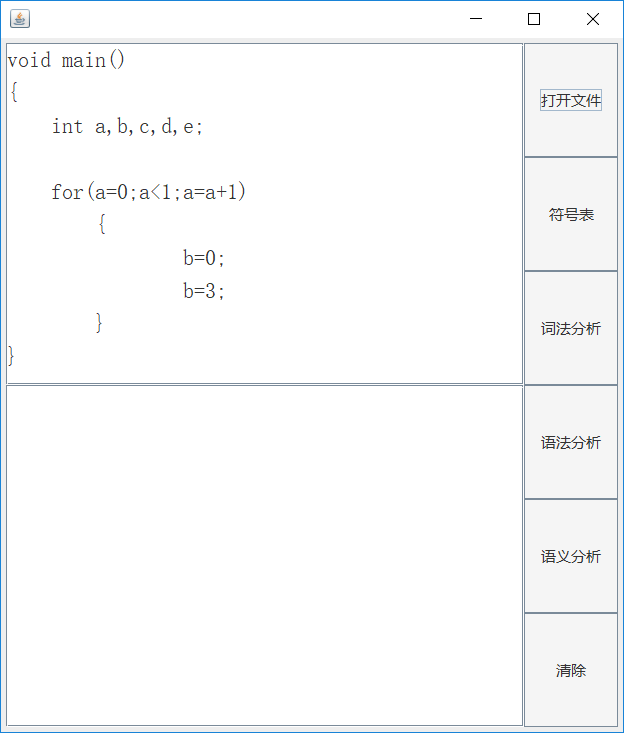 void main()
{
    int a,b,c,d,e;

    for(a=0;a<1;a=a+1)
        {
                b=0;
                b=3;
        }
}
打开文件
符号表
词法分析
语法分析
语义分析
清除